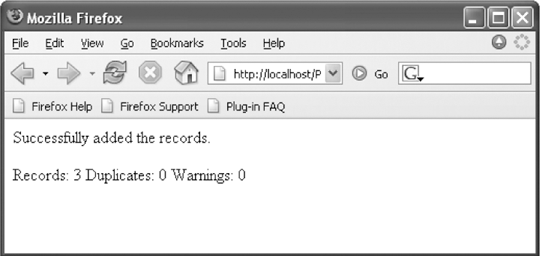 Mozilla Firefox
File Edit View Go Bookmarks Tools Help
http://localhost/P Go G
Firefox Help Firefox Support Plug-in FAQ
Successfully added the records.
Records: 3 Duplicates: 0 Warnings: 0